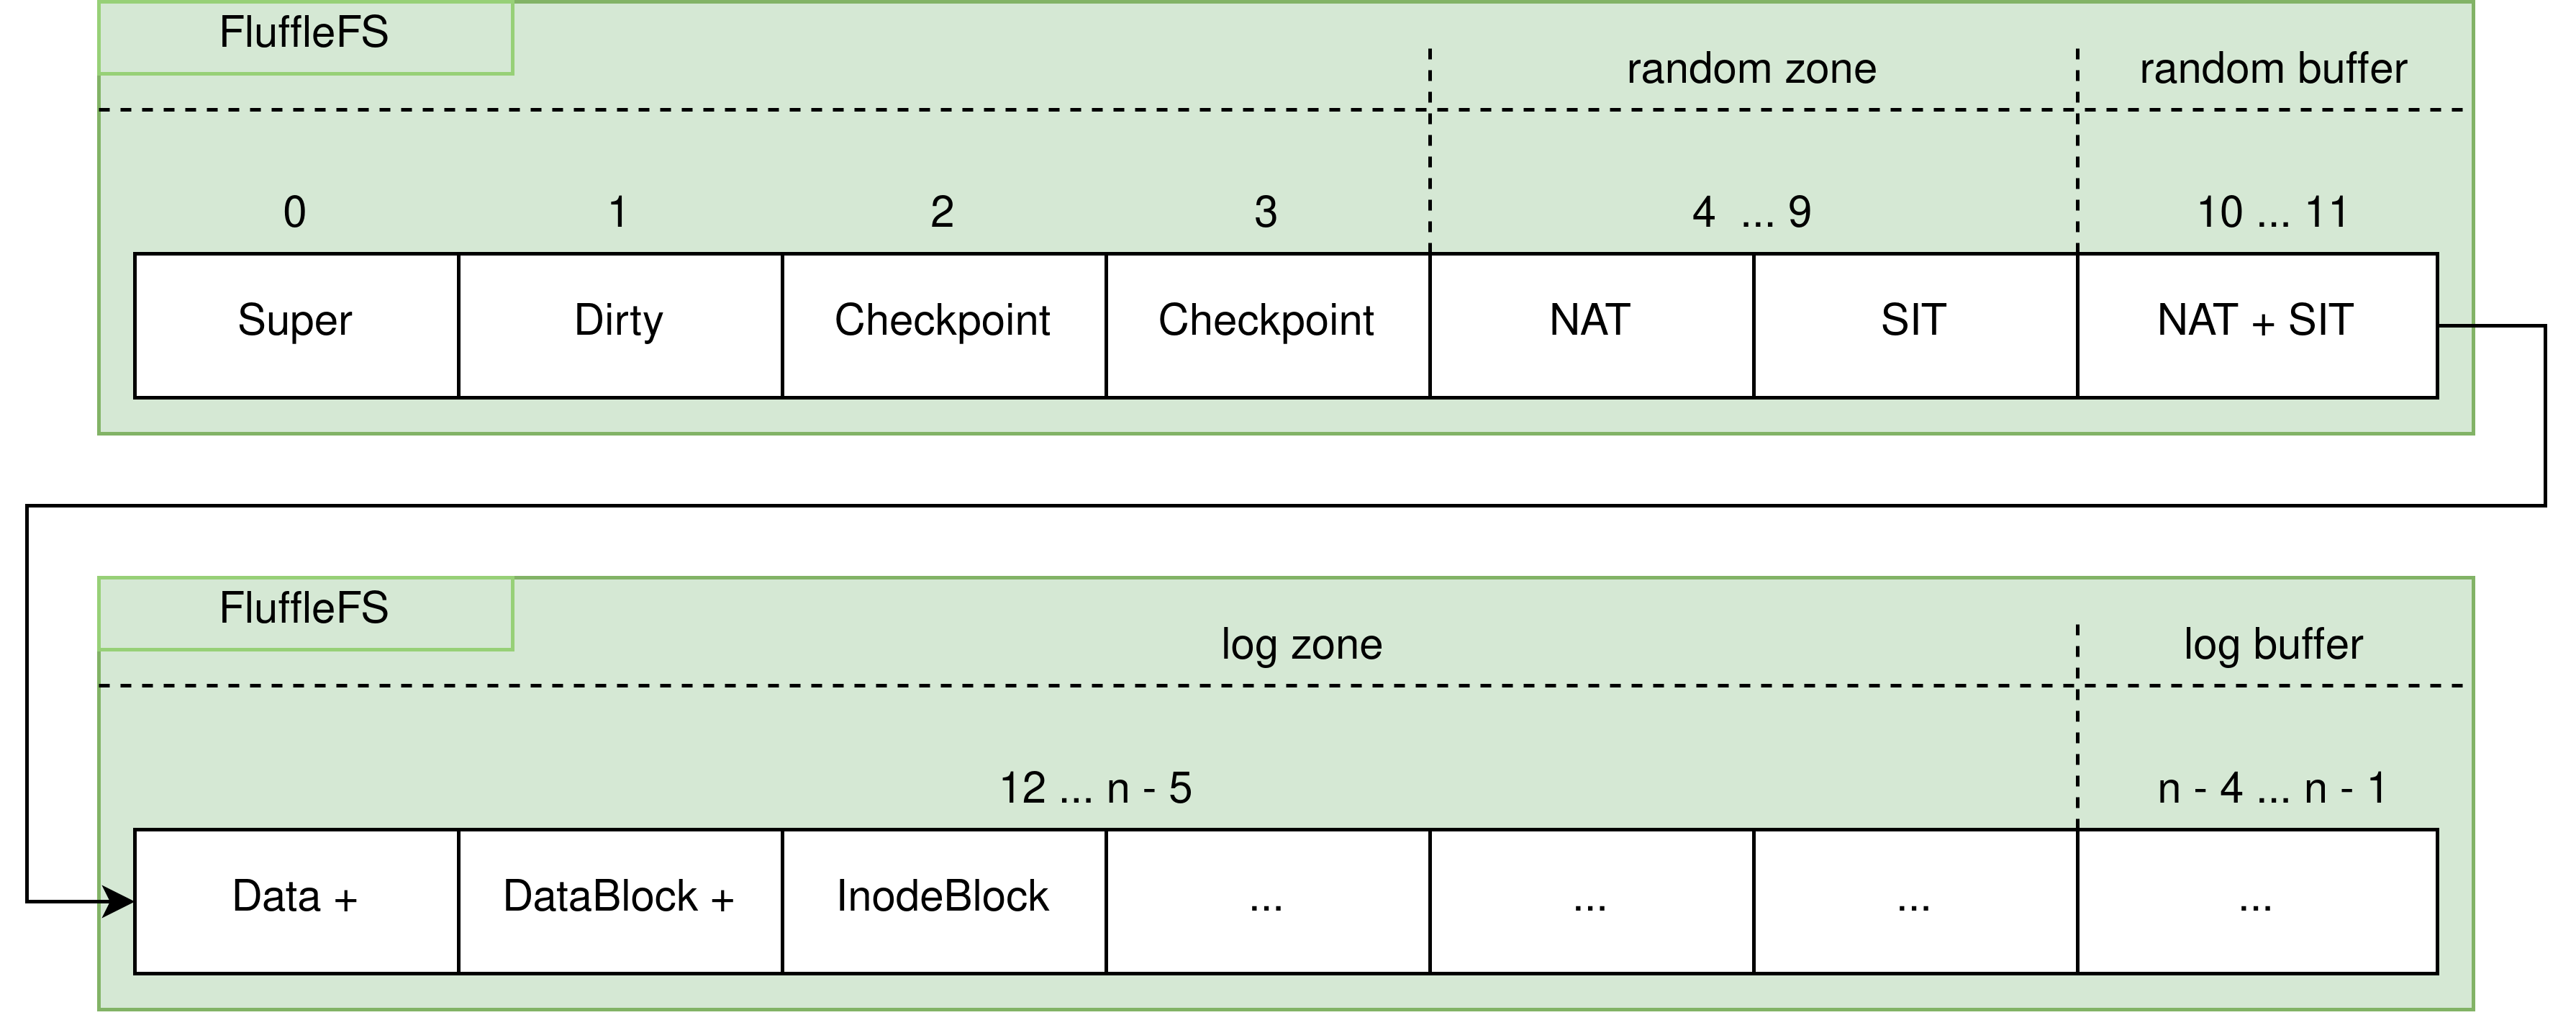 FluffleFS
random zone
random buffer
0
1
2
3
4 ... 9
10 ... 11
Super
Dirty
Checkpoint
Checkpoint
NAT
SIT
NAT + SIT
FluffleFS
log zone
log buffer
12 ... n - 5
n - 4 ... n - 1
Data +
DataBlock +
InodeBlock
...
...
...
...